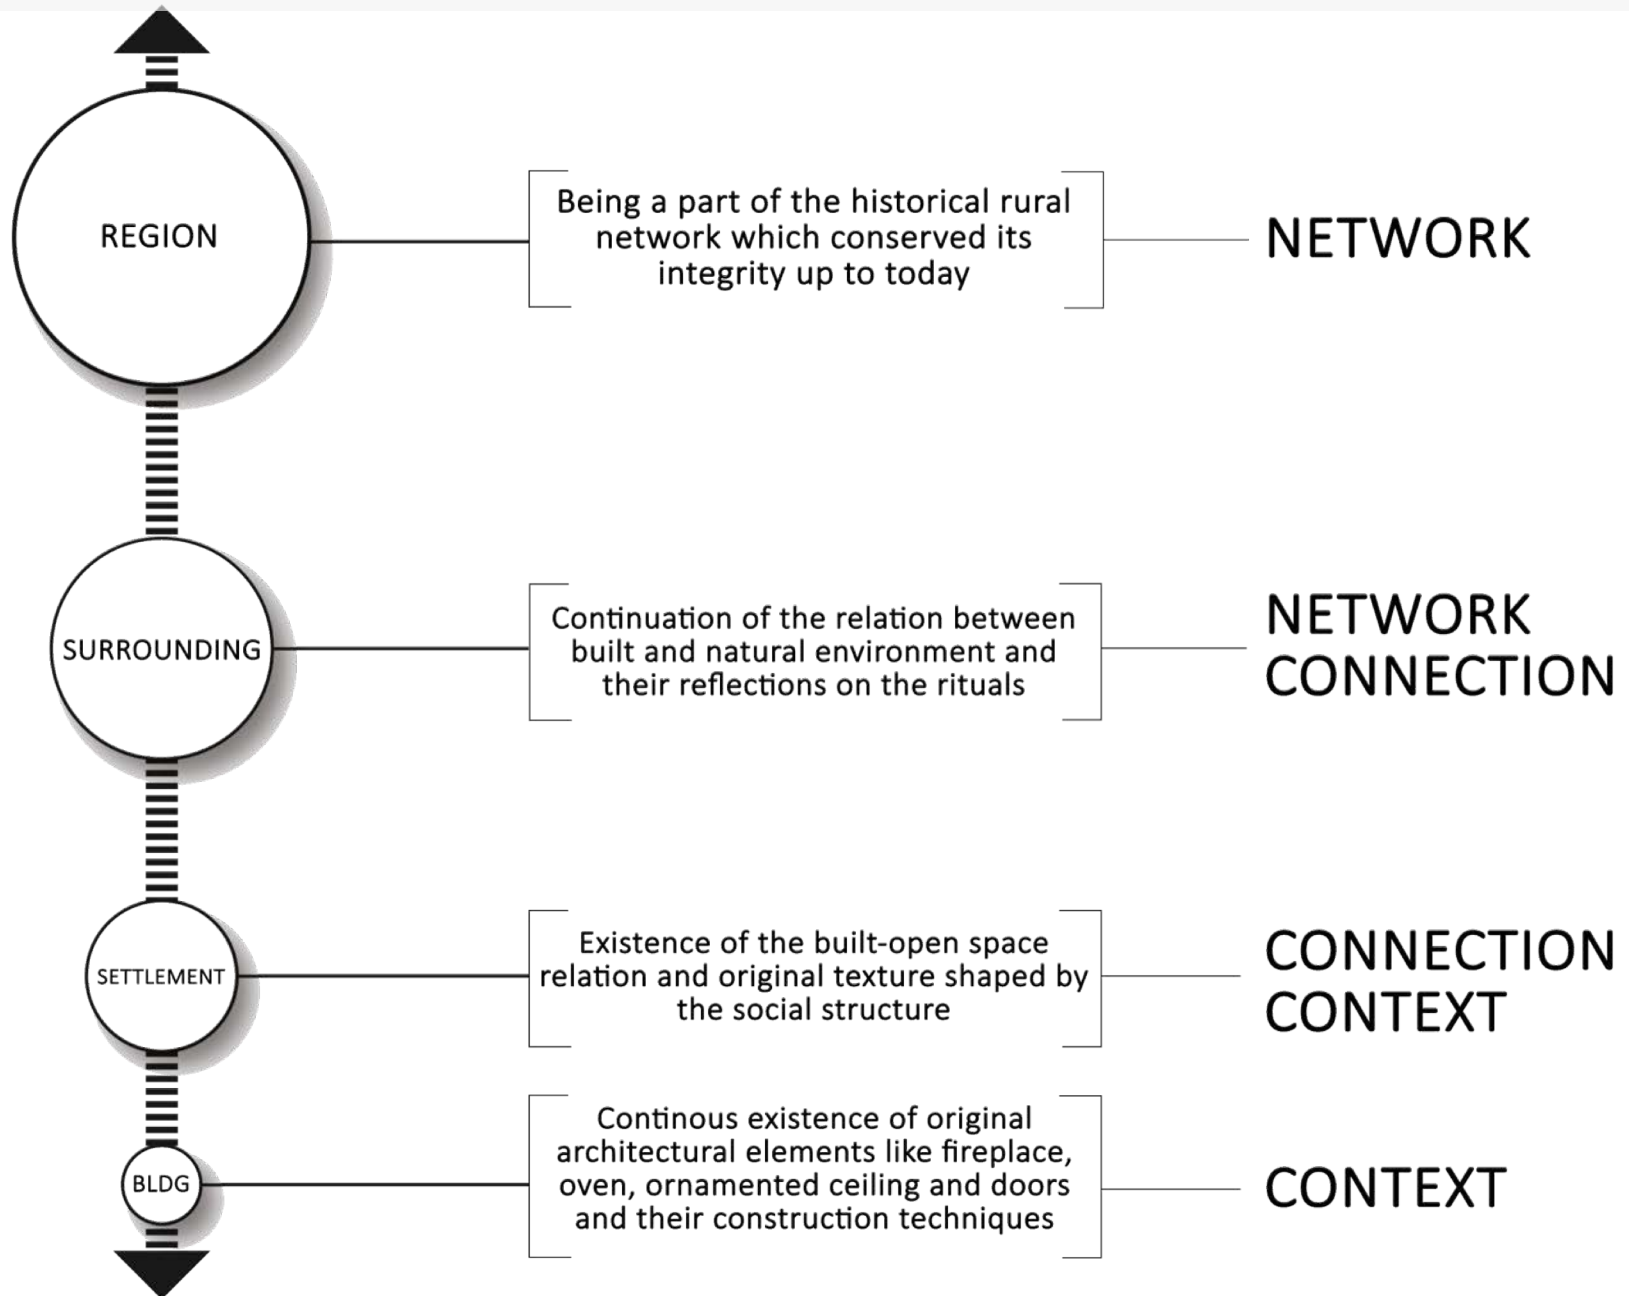 REGION
Being a part of the historical rural
network which conserved its
integrity up to today
NETWORK
SURROUNDING
Continuation of the relation between
built and natural environment and
their reflections on the rituals
NETWORK
CONNECTION
SETTLEMENT
Existence of the built-open space
relation and original texture shaped by
the social structure
CONNECTION
CONTEXT
BLDG
Continous existence of original
architectural elements like fireplace,
oven, ornamented ceiling and doors
and their construction techniques
CONTEXT